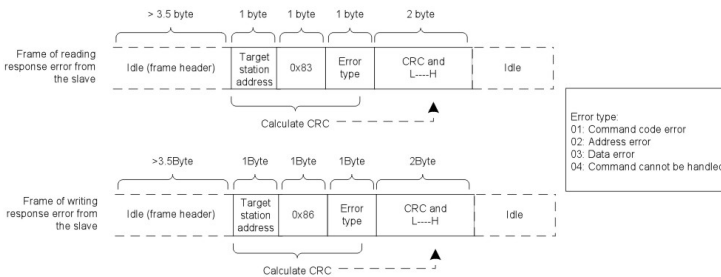 > 3.5 byte 1 byte 1 byte 1 byte 2 byte
Frame of reading
response error from
the slave
Idle (frame header)
Target
station
address
0x83
Error
type
CRC and
L----H
Idle
Calculate CRC
Error type:
01: Command code error
02: Address error
03: Data error
04: Command cannot be handled
>3.5Byte 1Byte 1Byte 1Byte 2Byte
Frame of writing
response error from
the slave
Idle (frame header)
Target
station
address
0x86
Error
type
CRC and
L----H
Idle
Calculate CRC